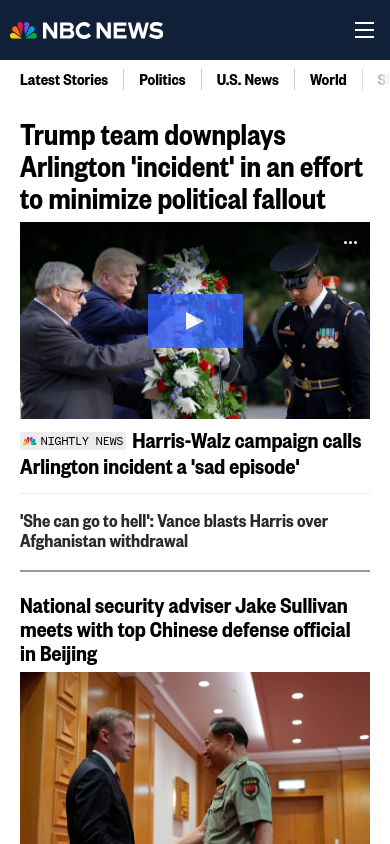 NBC NEWS
Latest Stories
Politics
U.S. News
World
Trump team downplays
Arlington 'incident' in an effort
to minimize political fallout
NIGHTLY NEWS Harris-Walz campaign calls
Arlington incident a 'sad episode'
'She can go to hell': Vance blasts Harris over
Afghanistan withdrawal
National security adviser Jake Sullivan
meets with top Chinese defense official
in Beijing